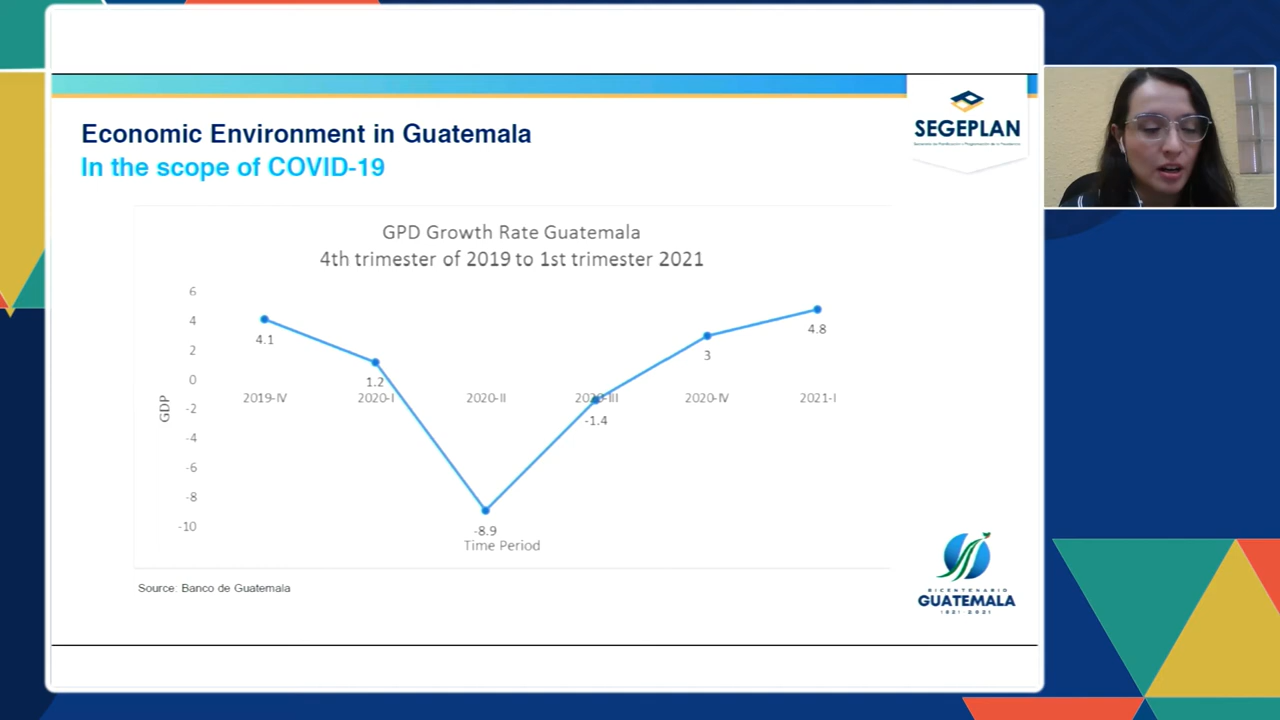 Economic Environment in Guatemala
In the scope of COVID-19
SEGEPLAN
GPD Growth Rate Guatemala
4th trimester of 2019 to 1st trimester 2021
6
4
2
0
-2
-4
-6
-8
-10
GDP
4.1
1.2
-8.9
-1.4
3
4.8
2019-IV
2020-I
2020-II
2020-III
2020-IV
2021-I
Time Period
Source: Banco de Guatemala
BICENTENARIO
GUATEMALA
1821-2021